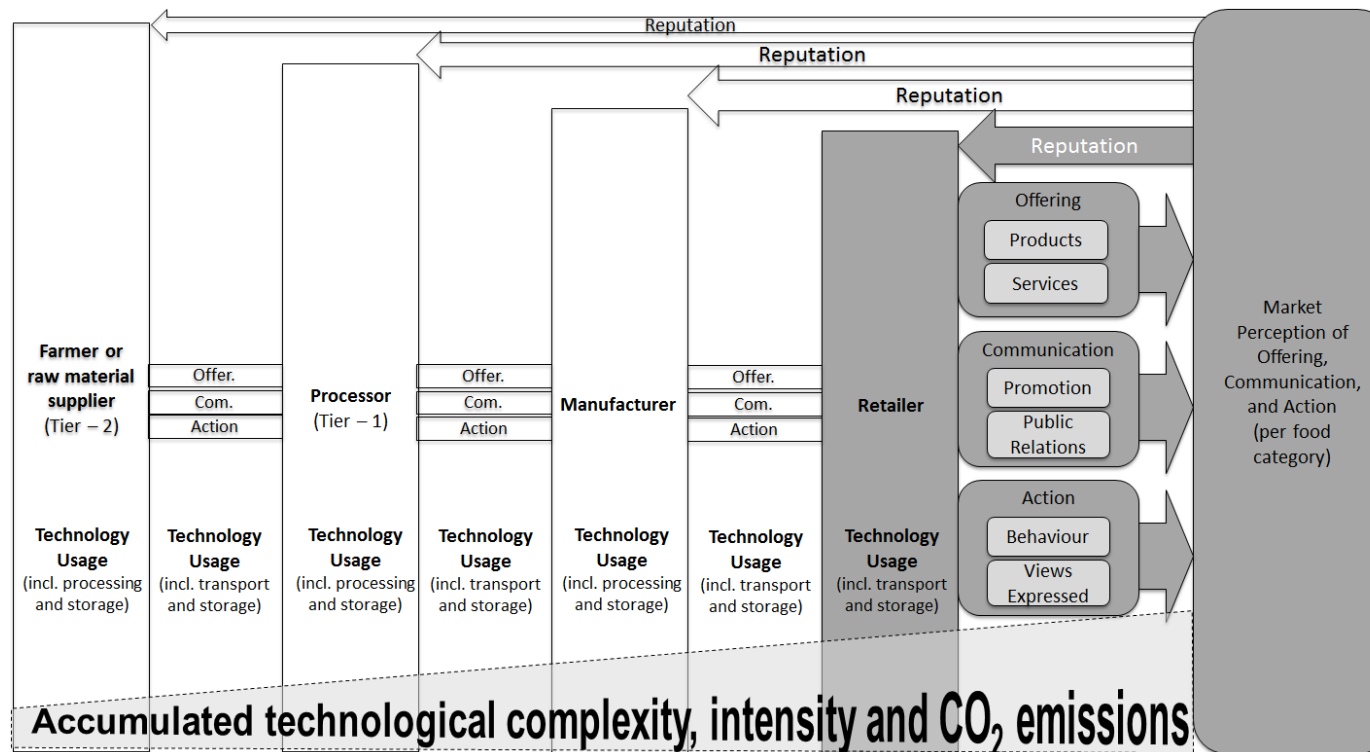 Reputation
Reputation
Reputation
Reputation
Farmer or
raw material
supplier
(Tier – 2)
Offer.
Com.
Action
Processor
(Tier – 1)
Offer.
Com.
Action
Manufacturer
Offer.
Com.
Action
Retailer
Offering
Products
Services
Communication
Promotion
Public
Relations
Action
Behaviour
Views
Expressed
Market
Perception of
Offering,
Communication,
and Action
(per food
category)
Technology
Usage
(incl. processing
and storage)
Technology
Usage
(incl. transport
and storage)
Technology
Usage
(incl. processing
and storage)
Technology
Usage
(incl. transport
and storage)
Technology
Usage
(incl. processing
and storage)
Technology
Usage
(incl. transport
and storage)
Technology
Usage
(incl. transport
and storage)
Accumulated technological complexity, intensity and CO₂ emissions